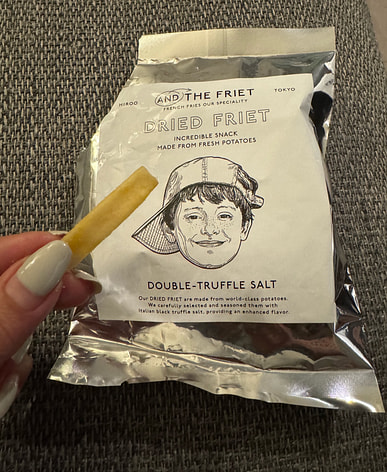 HIROO
AND THE FRIET
TOKYO
FRENCH FRIES OUR SPECIALITY
DRIED FRIET
INCREDIBLE SNACK
MADE FROM FRESH POTATOES
DOUBLE-TRUFFLE SALT
Our DRIED FRIET are made from world-class potatoes.
We carefully selected and seasoned them with
Italian black truffle salt, providing an enhanced flavor.